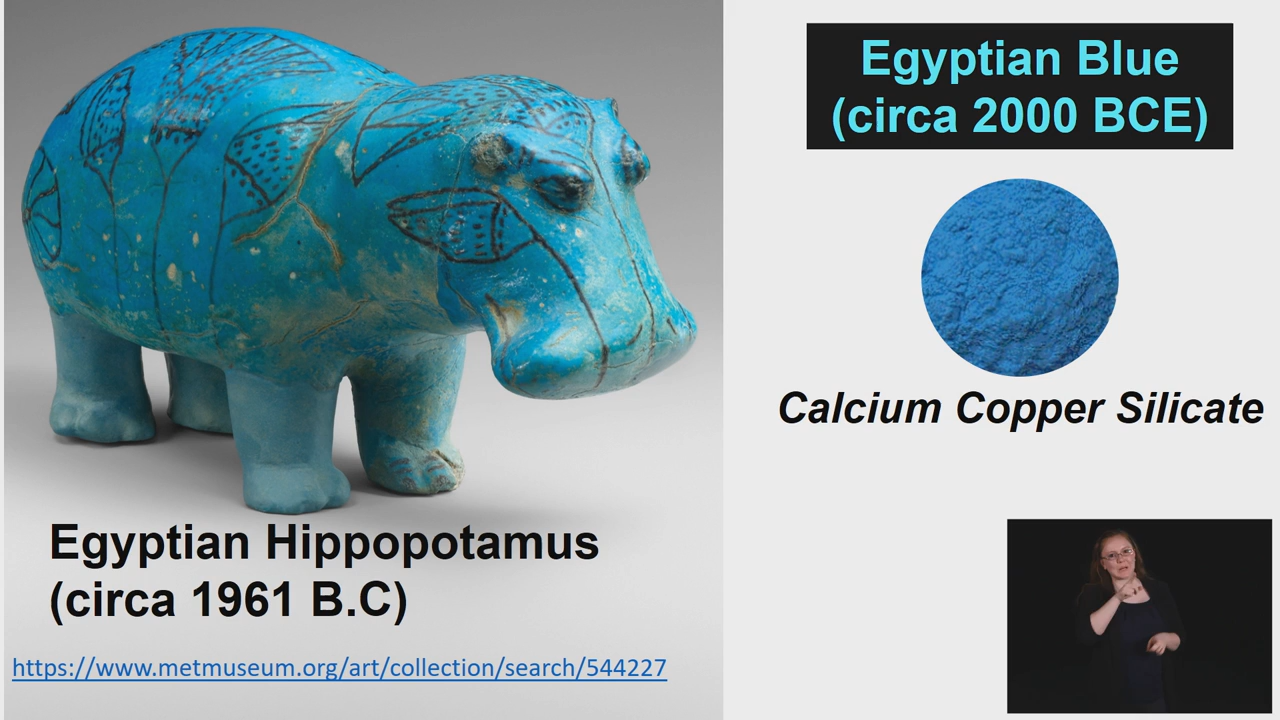 Egyptian Blue
(circa 2000 BCE)
Calcium Copper Silicate
Egyptian Hippopotamus
(circa 1961 B.C)
https://www.metmuseum.org/art/collection/search/544227